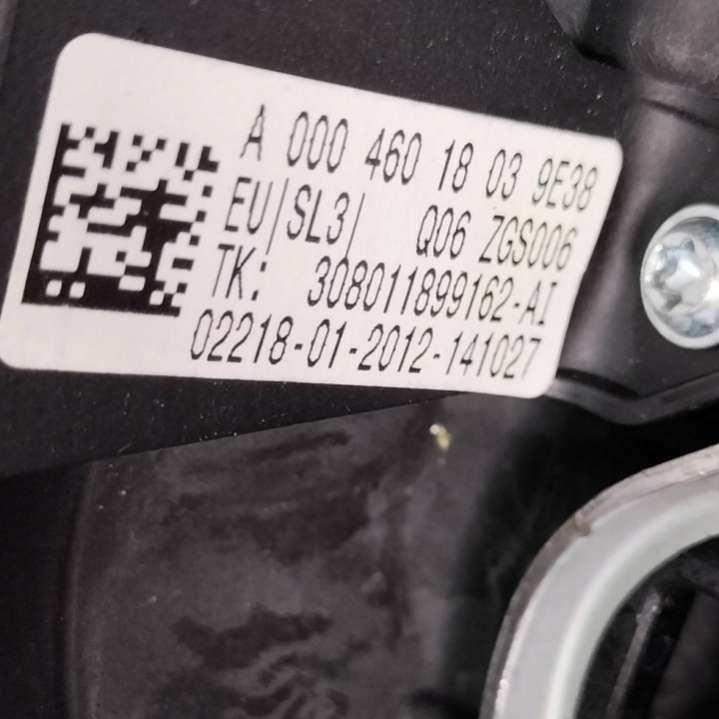 A 000 460 18 03 9E38
EU|SL3| Q06 ZGS006
TK: 308011899162-AI
02218-01-2012-141027